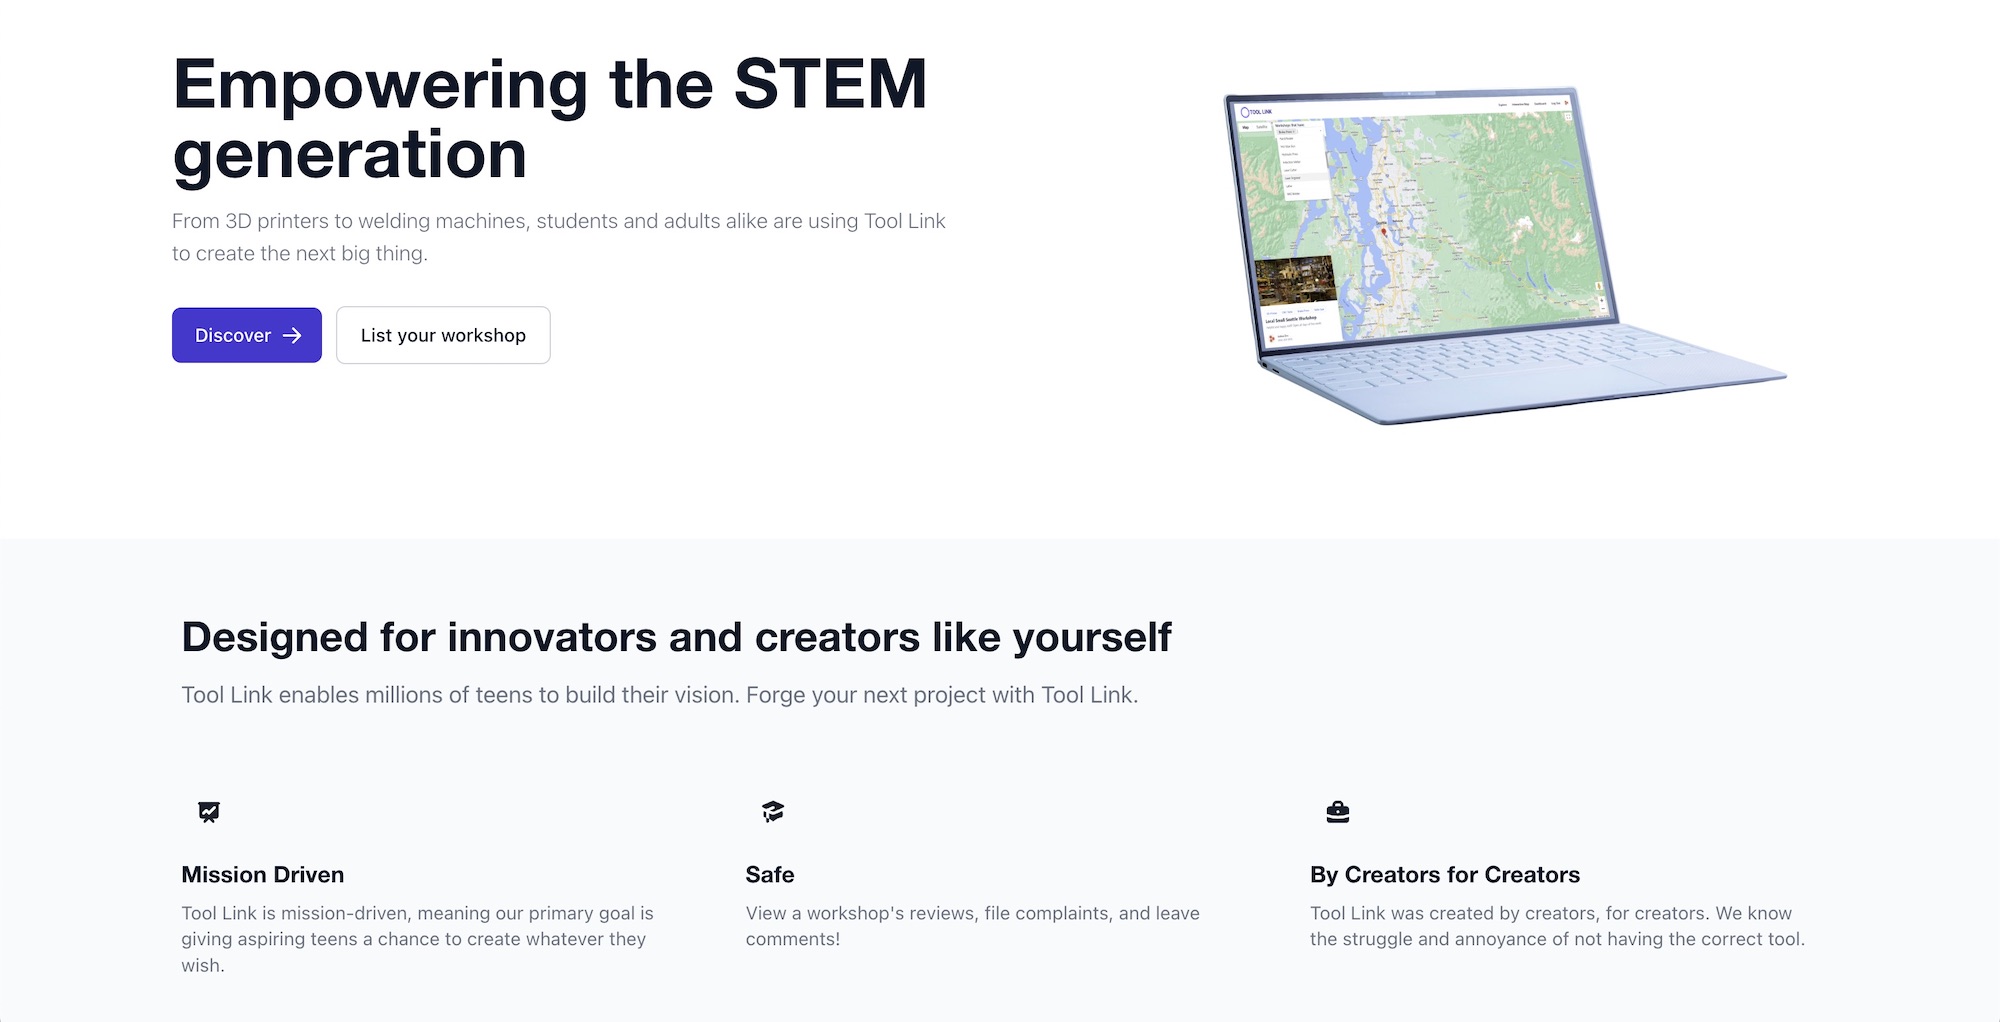 Empowering the STEM
generation
From 3D printers to welding machines, students and adults alike are using Tool Link
to create the next big thing.
Discover
List your workshop
TOOL LINK
Local Small Seattle Workshop
Designed for innovators and creators like yourself
Tool Link enables millions of teens to build their vision. Forge your next project with Tool Link.
Mission Driven
Tool Link is mission-driven, meaning our primary goal is
giving aspiring teens a chance to create whatever they
wish.
Safe
View a workshop's reviews, file complaints, and leave
comments!
By Creators for Creators
Tool Link was created by creators, for creators. We know
the struggle and annoyance of not having the correct tool.